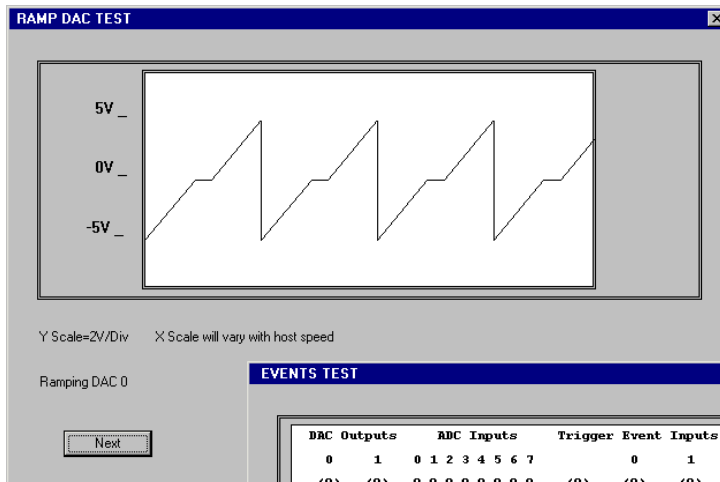 RAMP DAC TEST
5V _
0V _
-5V _
Y Scale=2V/Div X Scale will vary with host speed
Ramping DAC 0
Next
EVENTS TEST
DAC Outputs ADC Inputs Trigger Event Inputs
0 1 0 1 2 3 4 5 6 7 0 1